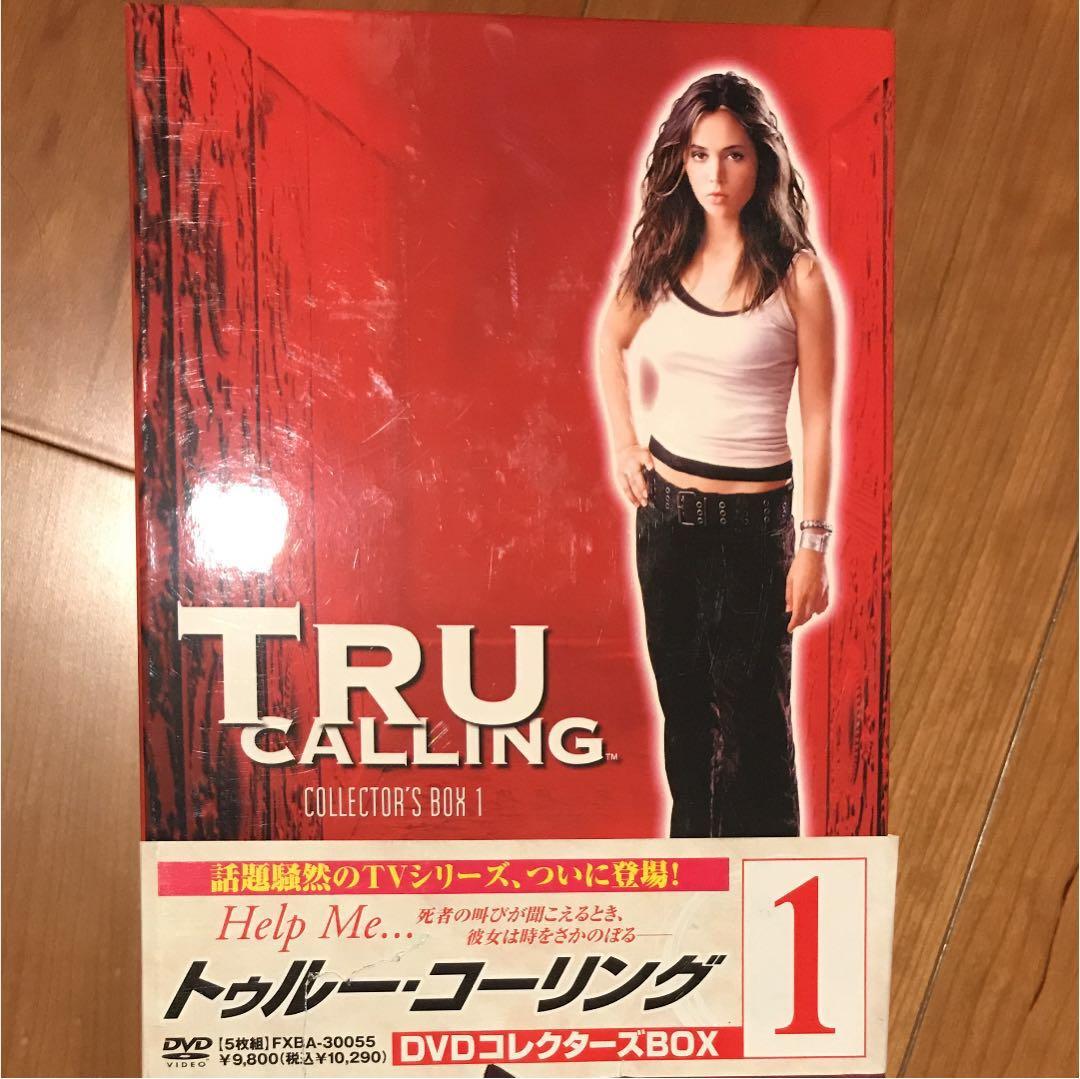 TRU
CALLING™
COLLECTOR'S BOX 1
話題騒然のTVシリーズ、ついに登場!
Help Me...
死者の叫びが聞こえるとき、
彼女は時をさかのぼる――
トゥルー・コーリング
1
DVD
VIDEO
【5枚組】FXBA-30055
¥9,800(税込¥10,290)
DVDコレクターズBOX